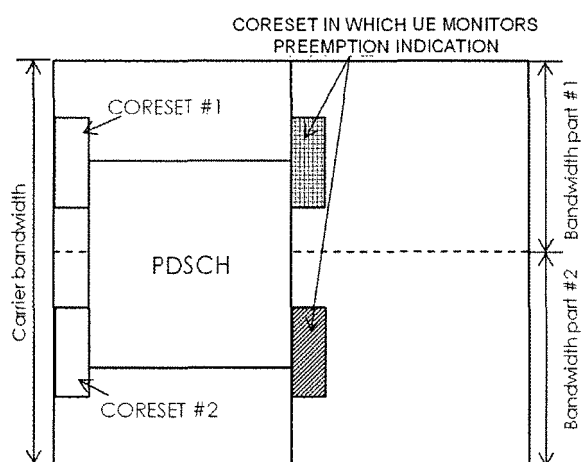 CORESET IN WHICH UE MONITORS
PREEMPTION INDICATION
CORESET #1
Carrier bandwidth
PDSCH
CORESET #2
Bandwidth part #1
Bandwidth part #2